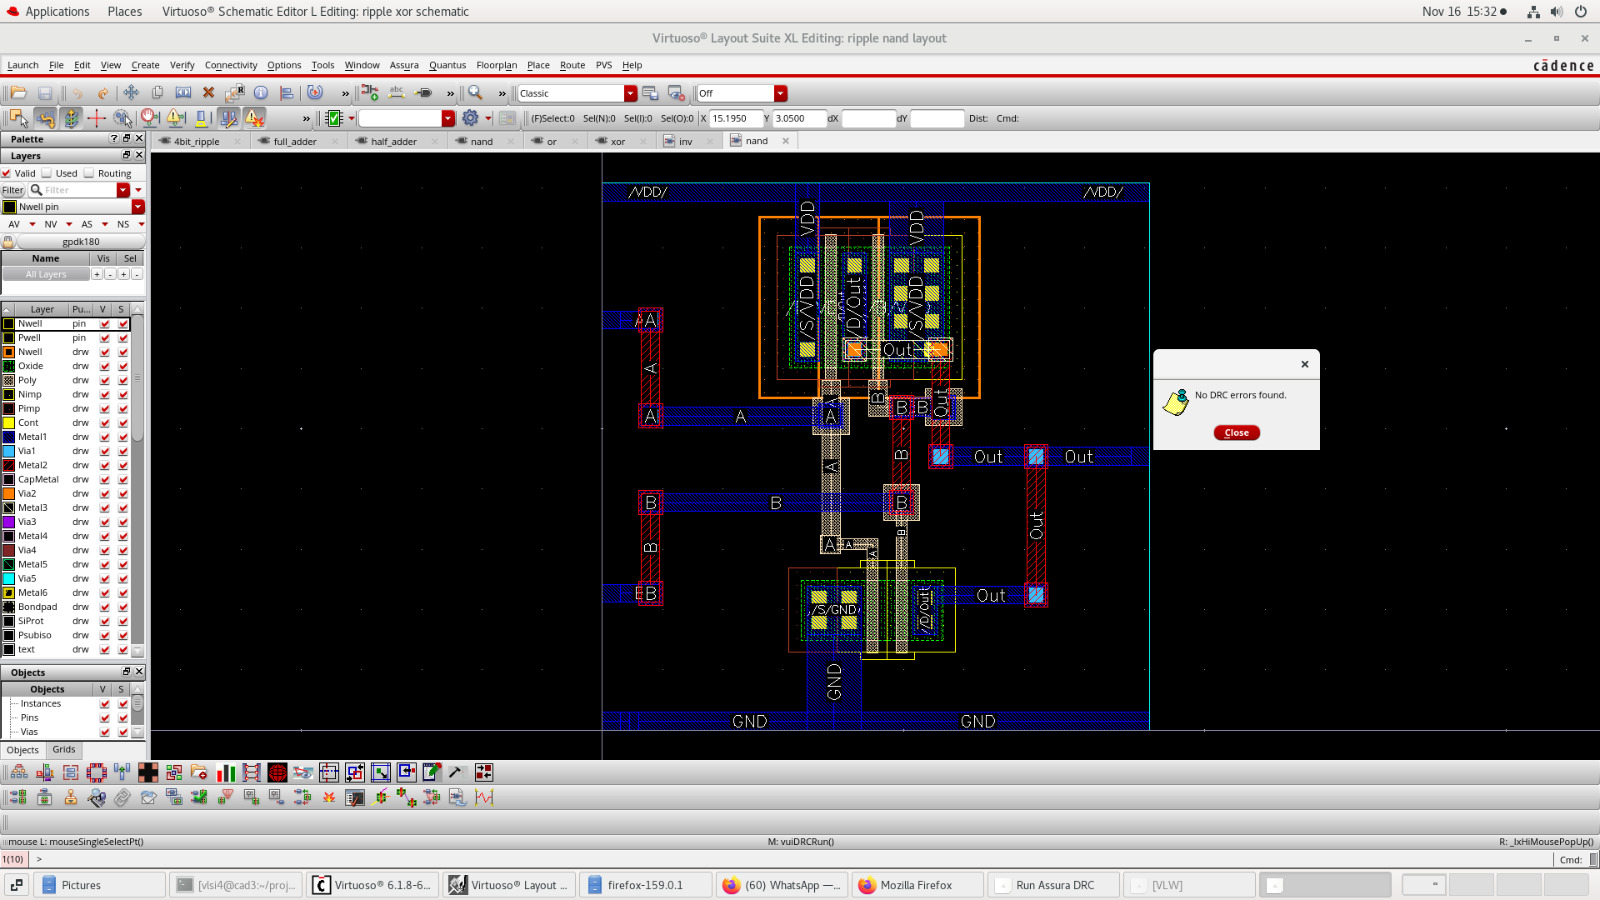 Applications Places Virtuoso® Schematic Editor L Editing: ripple xor schematic Nov 16 15:32
Virtuoso® Layout Suite XL Editing: ripple nand layout
Launch File Edit View Create Verify Connectivity Options Tools Window Assura Quantus Floorplan Place Route PVS Help cādence
Classic Off
(F)Select:0 Sel(N):0 Sel(I):0 Sel(O):0 X 15.1950 Y 3.0500 dX dY Dist: Cmd:
Palette
4bit_ripple full_adder half_adder nand or xor inv nand
Layers
Valid Used Routing
Filter Filter
Nwell pin
AV NV AS NS
gpdk180
Name Vis Sel
All Layers + - + -
Layer Pu... V S
Nwell pin
Pwell pin
Nwell drw
Oxide drw
Poly drw
Nimp drw
Pimp drw
Cont drw
Metal1 drw
Via1 drw
Metal2 drw
CapMetal drw
Via2 drw
Metal3 drw
Via3 drw
Metal4 drw
Via4 drw
Metal5 drw
Via5 drw
Metal6 drw
Bondpad drw
SiProt drw
Psubiso drw
text drw
Objects
Objects V S
Instances
Pins
Vias
Objects Grids
/VDD/ /VDD/
VDD VDD
/S/VDD /D/Out /S/VDD
Out
A
A
A A A
A
B B B
Out
Out Out
A
B
B B B
B
Out
A A A
B
B
Out
/S/GND /D/Out
GND
GND GND
No DRC errors found.
Close
mouse L: mouseSingleSelectPt() M: vuiDRCRun() R: _lxHiMousePopUp()
1(10) > Cmd:
Pictures [vlsi4@cad3:~/proj... Virtuoso® 6.1.8-6... Virtuoso® Layout ... firefox-159.0.1 (60) WhatsApp —... Mozilla Firefox Run Assura DRC [VLW]